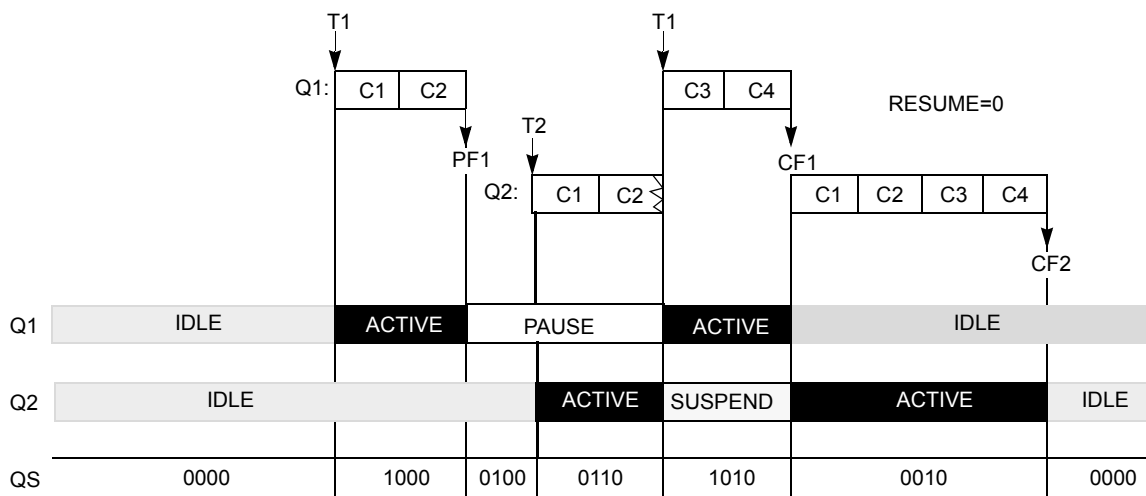 T1 T1
Q1: C1 C2 C3 C4
RESUME=0
T2
PF1 CF1
Q2: C1 C2 C1 C2 C3 C4
CF2
Q1 IDLE ACTIVE PAUSE ACTIVE IDLE
Q2 IDLE ACTIVE SUSPEND ACTIVE IDLE
QS 0000 1000 0100 0110 1010 0010 0000